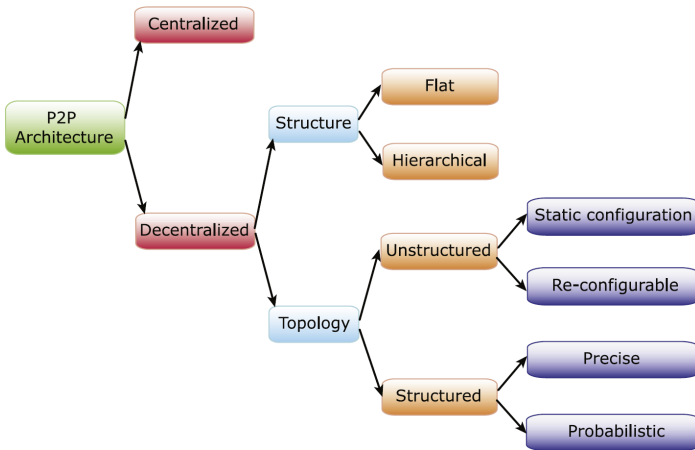 Centralized
P2P
Architecture
Flat
Structure
Hierarchical
Decentralized
Static configuration
Unstructured
Re-configurable
Topology
Precise
Structured
Probabilistic